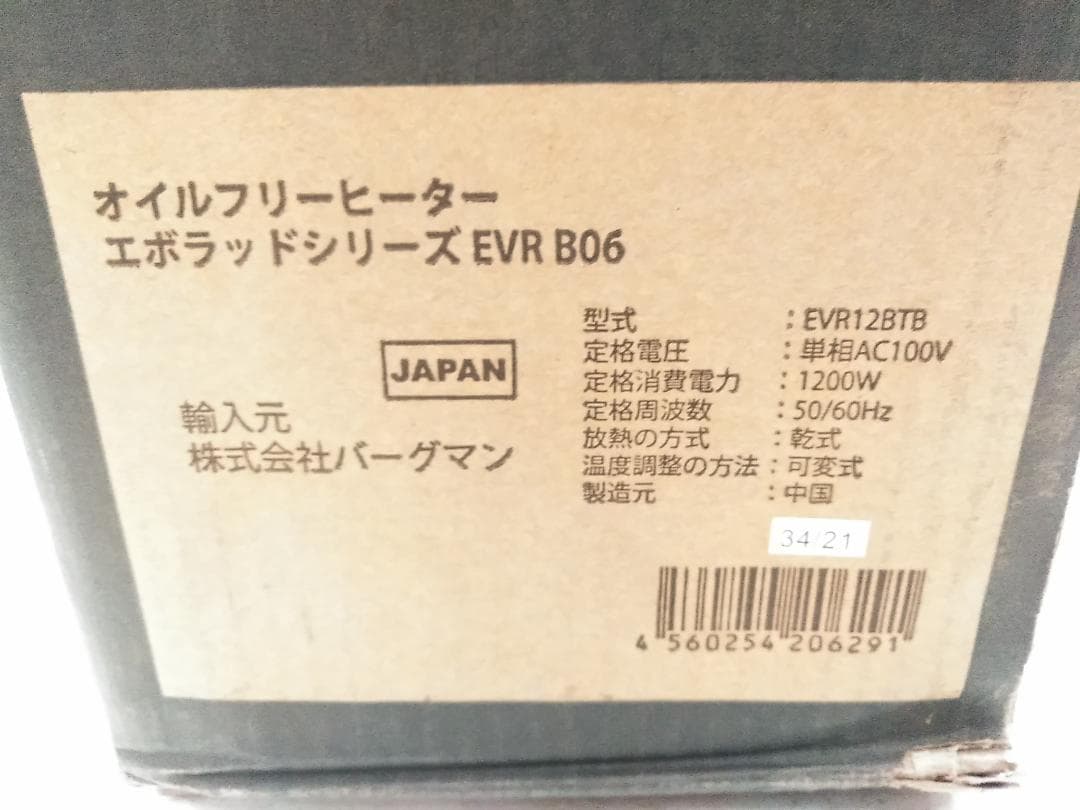 オイルフリーヒーター
エボラッドシリーズ EVR B06
JAPAN
輸入元
株式会社バーグマン
型式 : EVR12BTB
定格電圧 : 単相AC100V
定格消費電力 : 1200W
定格周波数 : 50/60Hz
放熱の方式 : 乾式
温度調整の方法 : 可変式
製造元 : 中国
34/21
4 560254 206291